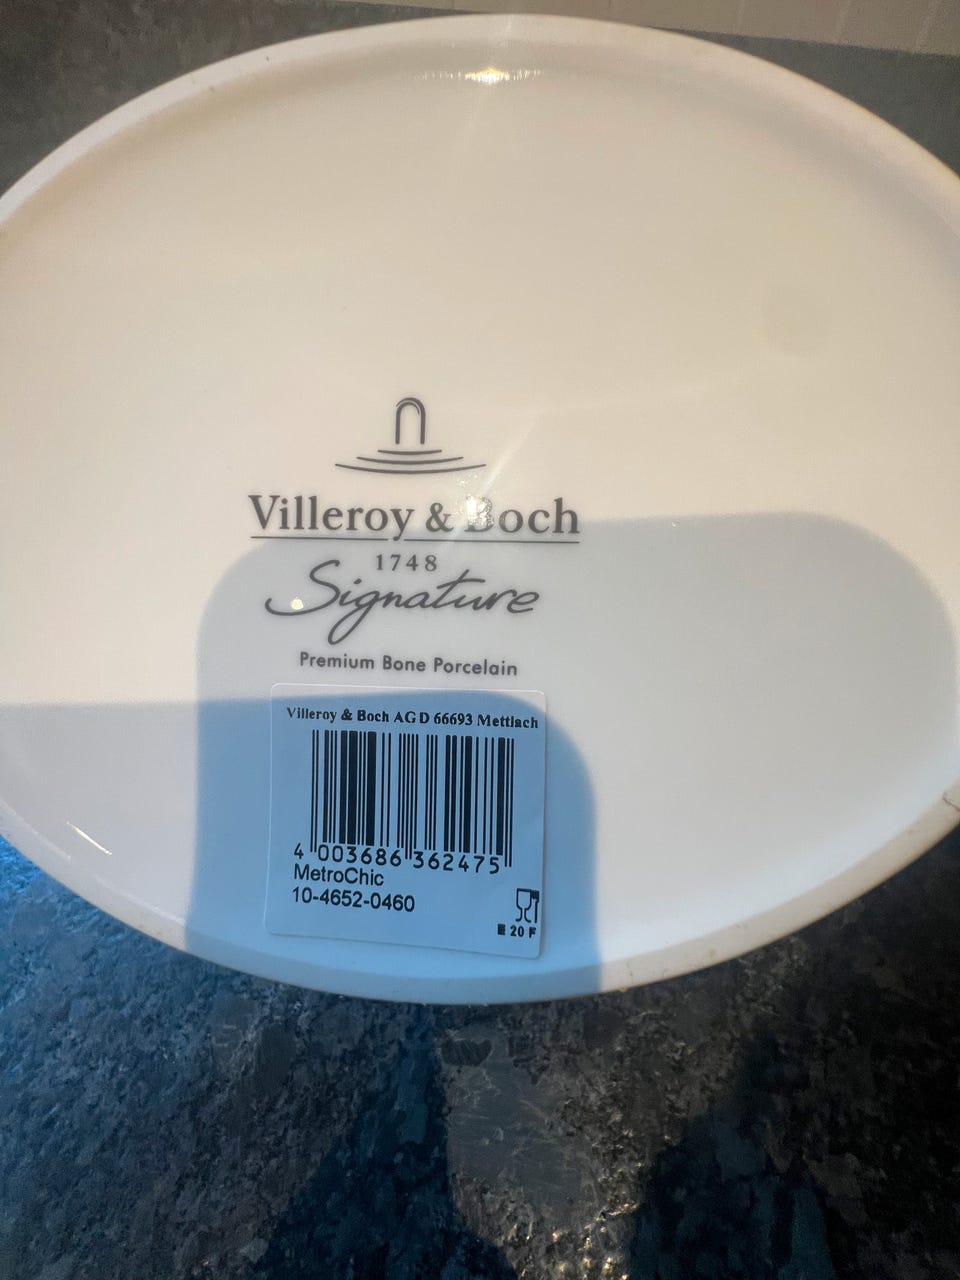 Villeroy & Boch
1748
Signature
Premium Bone Porcelain
Villeroy & Boch AG D 66693 Mettlach
4 003686 362475
MetroChic
10-4652-0460
20 F